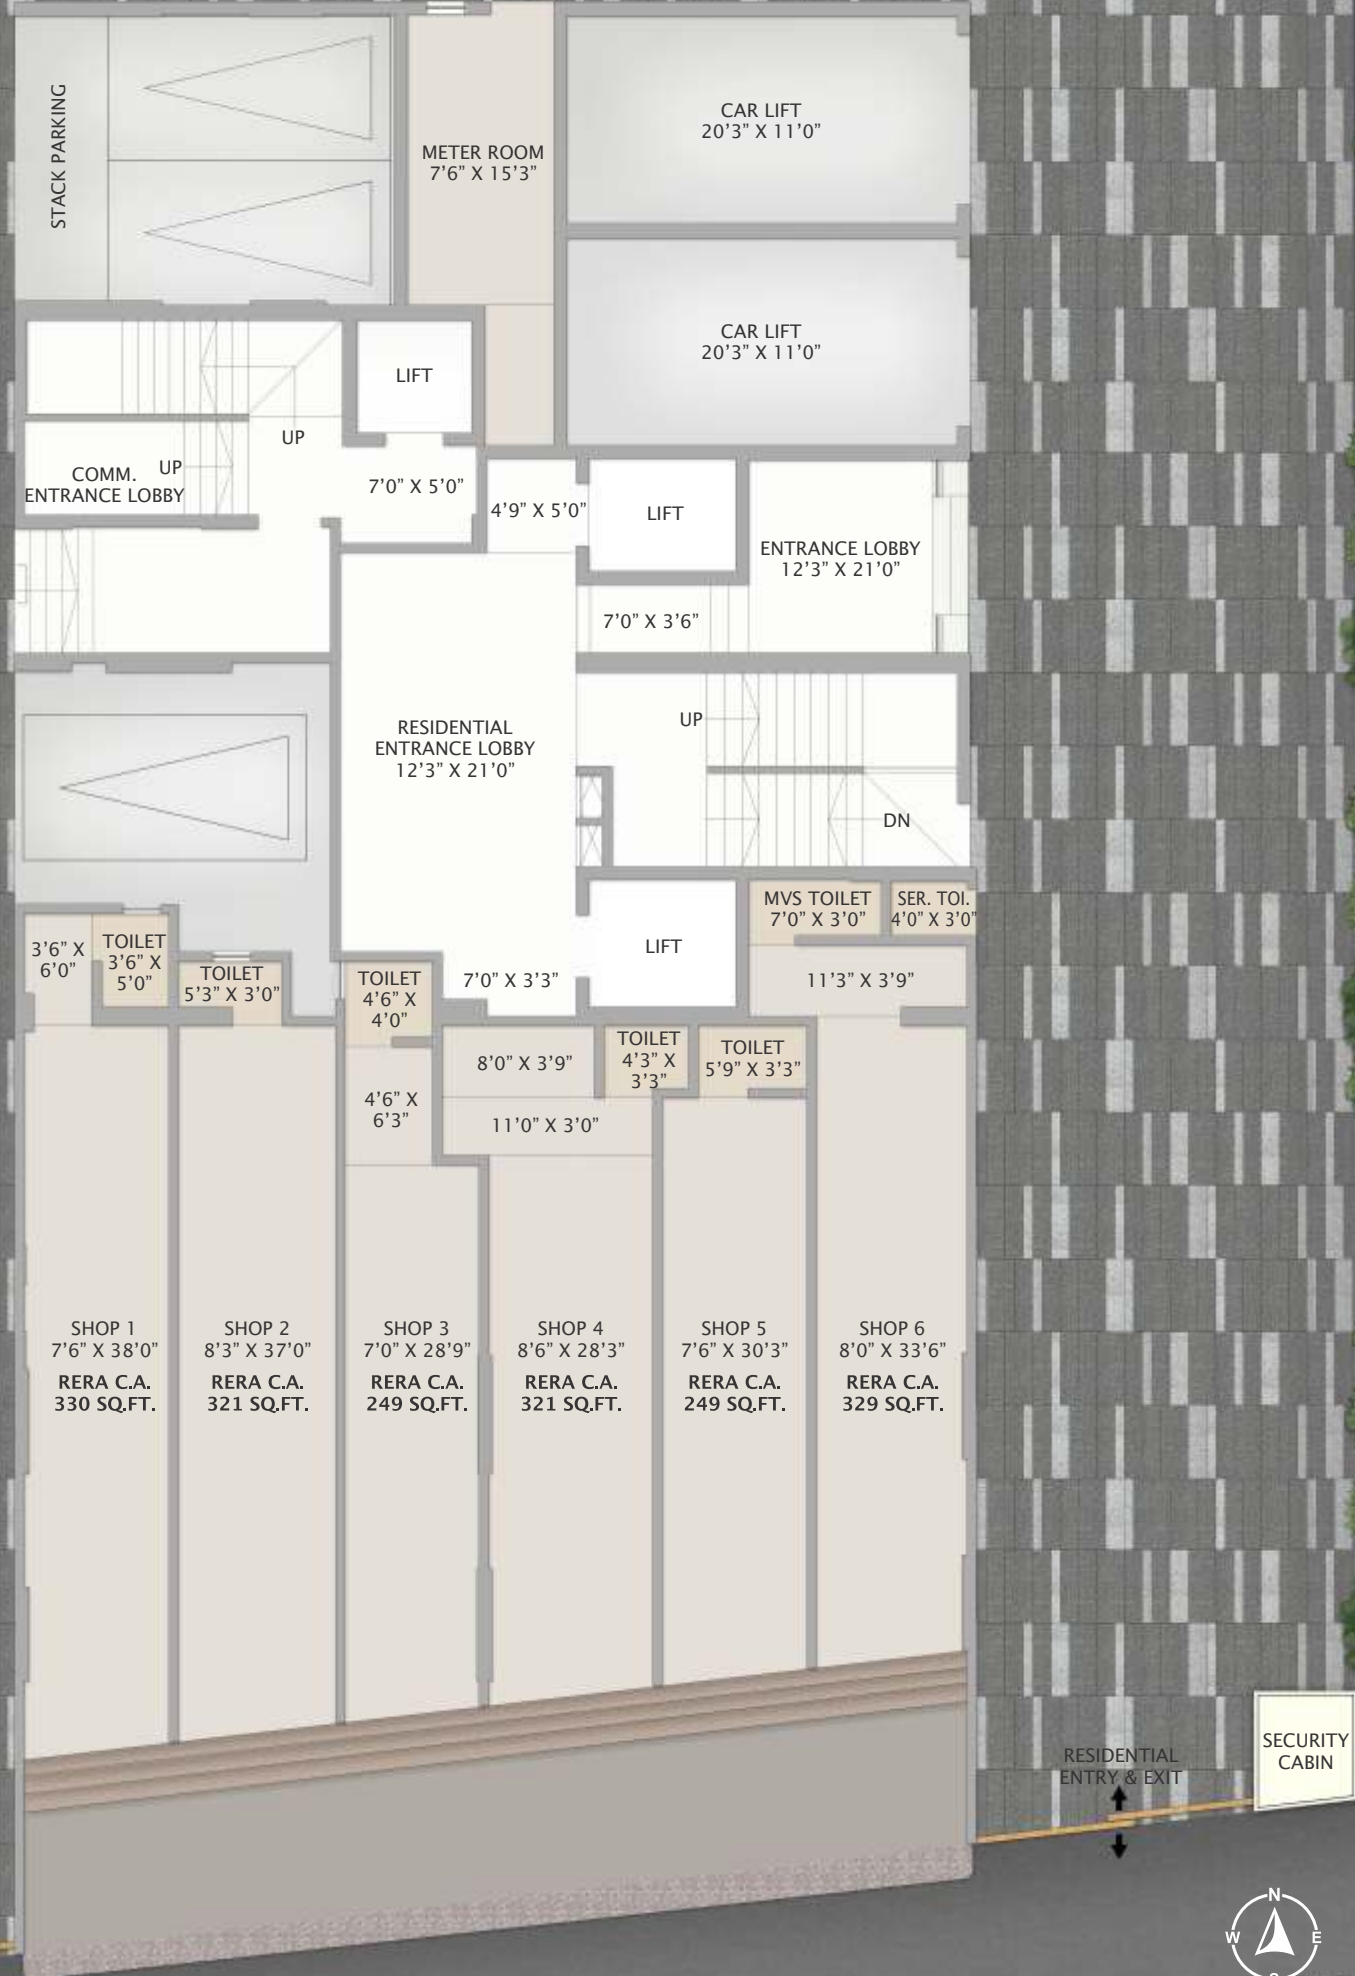 STACK PARKING
METER ROOM
7'6" X 15'3"
CAR LIFT
20'3" X 11'0"
CAR LIFT
20'3" X 11'0"
LIFT
UP
COMM. UP
ENTRANCE LOBBY
7'0" X 5'0"
4'9" X 5'0"
LIFT
ENTRANCE LOBBY
12'3" X 21'0"
7'0" X 3'6"
RESIDENTIAL
ENTRANCE LOBBY
12'3" X 21'0"
UP
DN
MVS TOILET
7'0" X 3'0"
SER. TOI.
4'0" X 3'0"
3'6" X
6'0"
TOILET
3'6" X
5'0"
TOILET
5'3" X 3'0"
TOILET
4'6" X
4'0"
7'0" X 3'3"
LIFT
11'3" X 3'9"
8'0" X 3'9"
TOILET
4'3" X
3'3"
TOILET
5'9" X 3'3"
4'6" X
6'3"
11'0" X 3'0"
SHOP 1
7'6" X 38'0"
RERA C.A.
330 SQ.FT.
SHOP 2
8'3" X 37'0"
RERA C.A.
321 SQ.FT.
SHOP 3
7'0" X 28'9"
RERA C.A.
249 SQ.FT.
SHOP 4
8'6" X 28'3"
RERA C.A.
321 SQ.FT.
SHOP 5
7'6" X 30'3"
RERA C.A.
249 SQ.FT.
SHOP 6
8'0" X 33'6"
RERA C.A.
329 SQ.FT.
RESIDENTIAL
ENTRY & EXIT
SECURITY
CABIN
N
W E
S